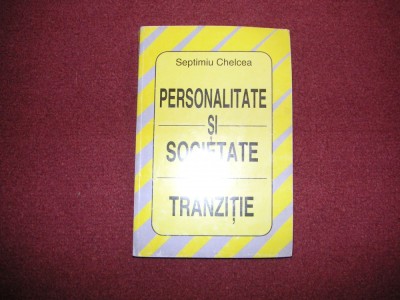 Septimiu Chelcea
PERSONALITATE
ȘI
SOCIETATE
TRANZIȚIE